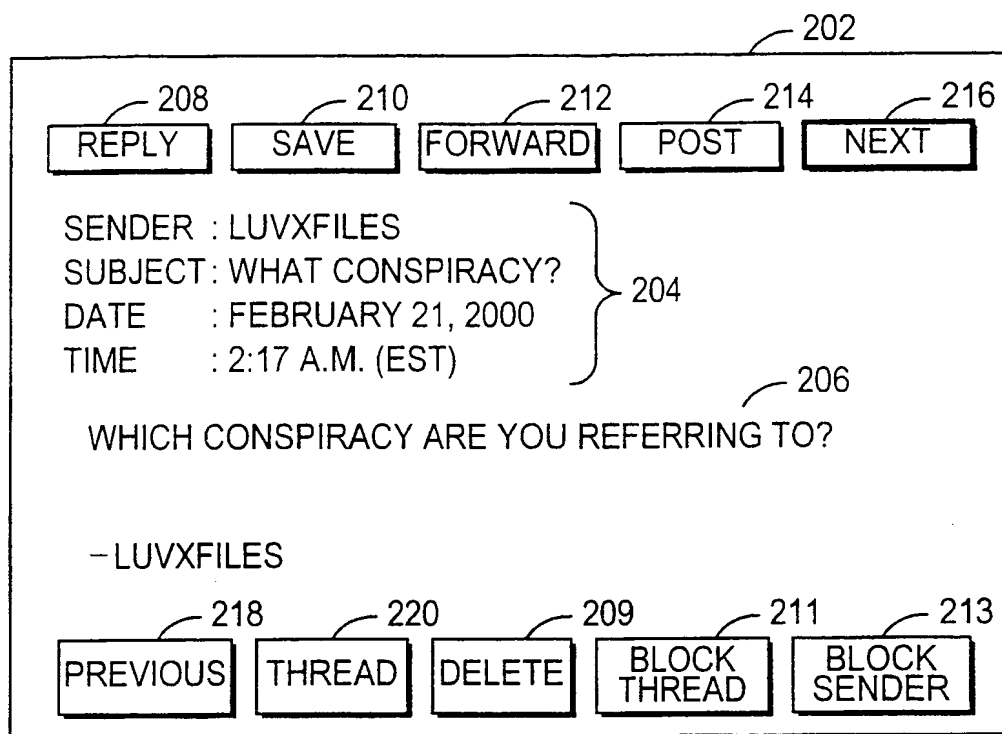 202
208 210 212 214 216
REPLY SAVE FORWARD POST NEXT
SENDER : LUVXFILES
SUBJECT : WHAT CONSPIRACY?
DATE : FEBRUARY 21, 2000
TIME : 2:17 A.M. (EST)
204
206
WHICH CONSPIRACY ARE YOU REFERRING TO?
–LUVXFILES
218 220 209 211 213
PREVIOUS THREAD DELETE BLOCK THREAD BLOCK SENDER